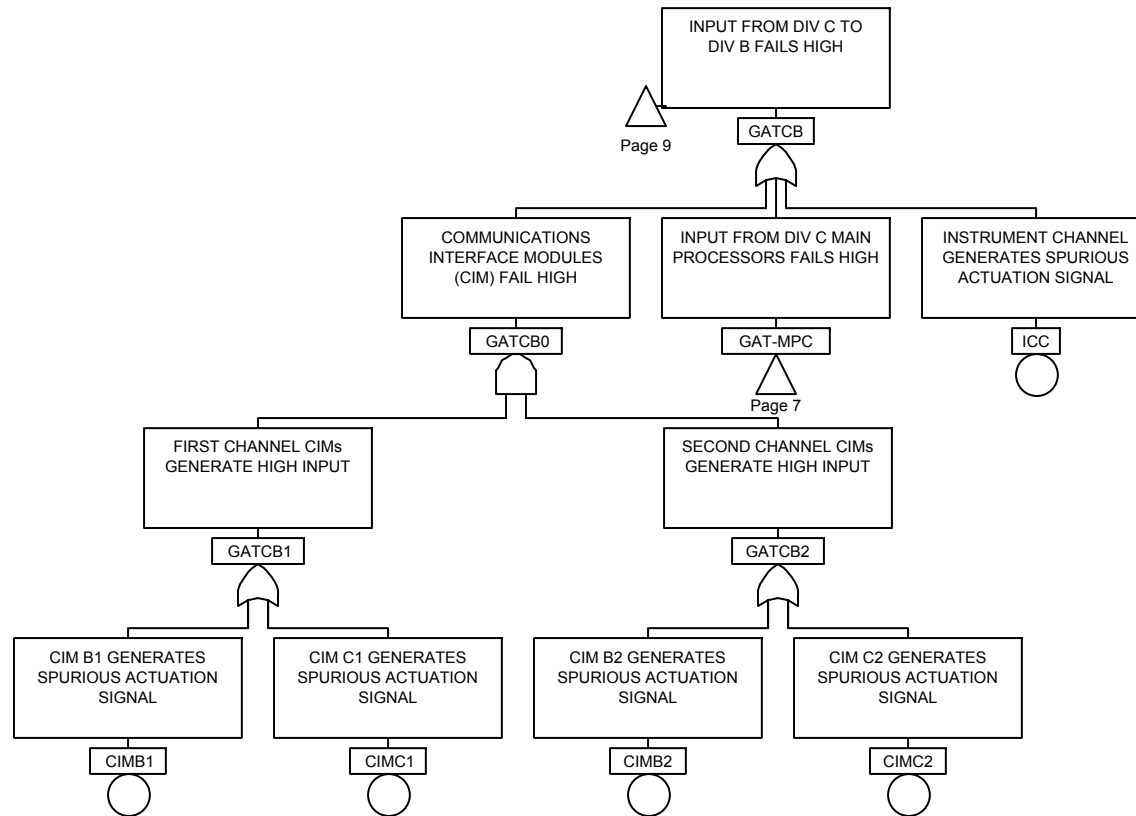 INPUT FROM DIV C TO
DIV B FAILS HIGH
Page 9
GATCB
COMMUNICATIONS
INTERFACE MODULES
(CIM) FAIL HIGH
GATCB0
INPUT FROM DIV C MAIN
PROCESSORS FAILS HIGH
GAT-MPC
Page 7
INSTRUMENT CHANNEL
GENERATES SPURIOUS
ACTUATION SIGNAL
ICC
FIRST CHANNEL CIMs
GENERATE HIGH INPUT
GATCB1
SECOND CHANNEL CIMs
GENERATE HIGH INPUT
GATCB2
CIM B1 GENERATES
SPURIOUS ACTUATION
SIGNAL
CIMB1
CIM C1 GENERATES
SPURIOUS ACTUATION
SIGNAL
CIMC1
CIM B2 GENERATES
SPURIOUS ACTUATION
SIGNAL
CIMB2
CIM C2 GENERATES
SPURIOUS ACTUATION
SIGNAL
CIMC2